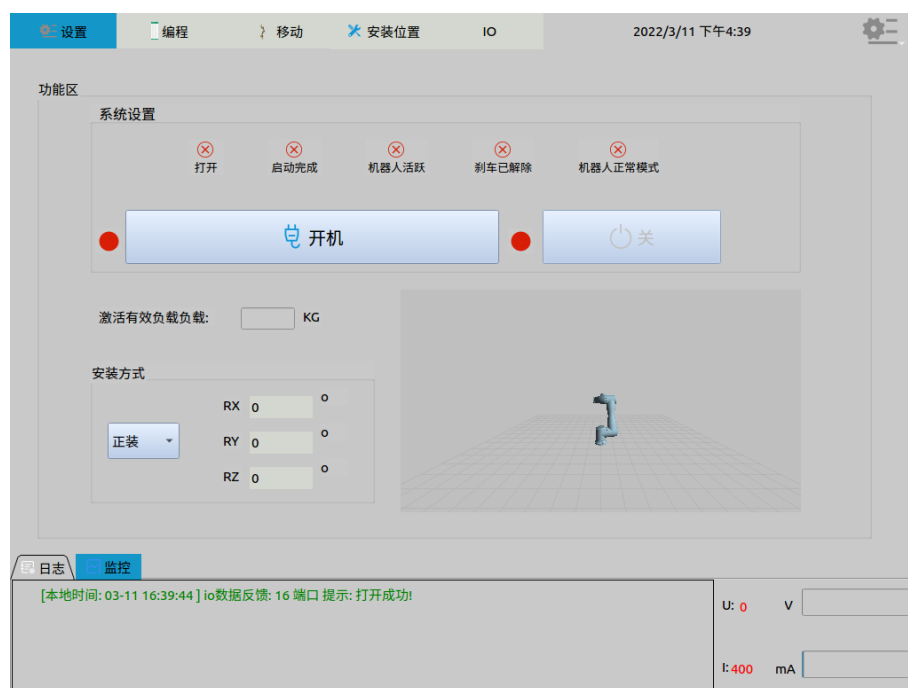 设置 编程 移动 安装位置 IO 2022/3/11 下午4:39
功能区
系统设置
打开 启动完成 机器人活跃 刹车已解除 机器人正常模式
开机 关
激活有效负载负载: KG
安装方式
RX 0 o
正装 RY 0 o
RZ 0 o
日志 监控
[本地时间: 03-11 16:39:44 ] io数据反馈: 16 端口 提示: 打开成功!
U: 0 V
I: 400 mA